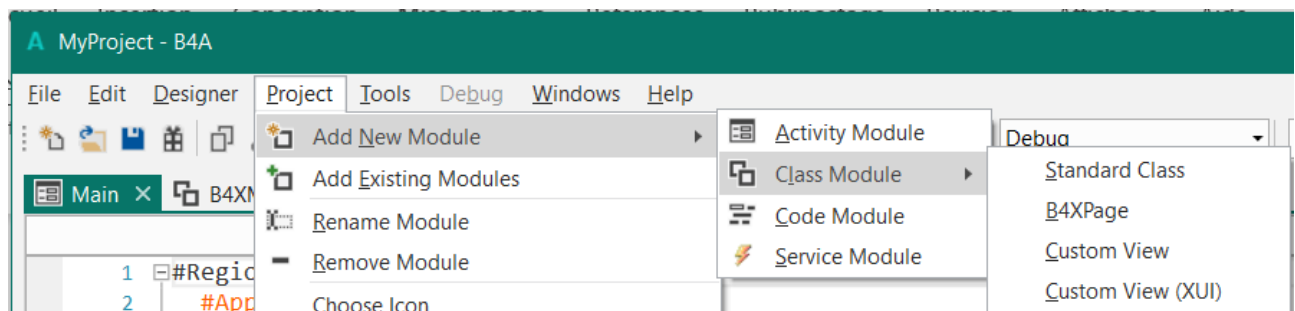 MyProject - B4A
File Edit Designer Project Tools Debug Windows Help
Add New Module
Activity Module
Debug
Main
Add Existing Modules
Class Module
Standard Class
Rename Module
Code Module
B4XPage
1 #Regio
Remove Module
Service Module
Custom View
2 #App
Choose Icon
Custom View (XUI)